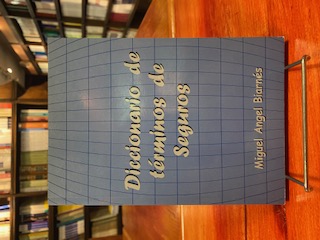 Diccionario de
términos de
Seguros
Miguel Angel Biarnés